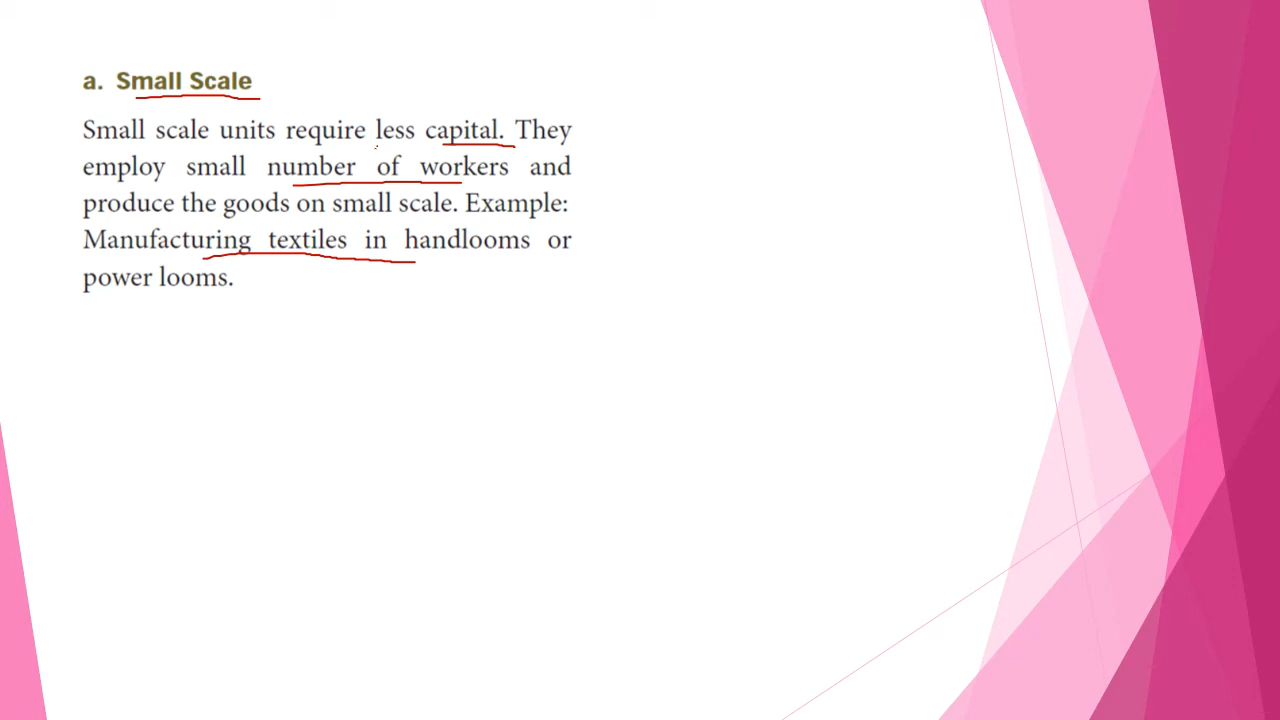 a. Small Scale
Small scale units require less capital. They
employ small number of workers and
produce the goods on small scale. Example:
Manufacturing textiles in handlooms or
power looms.